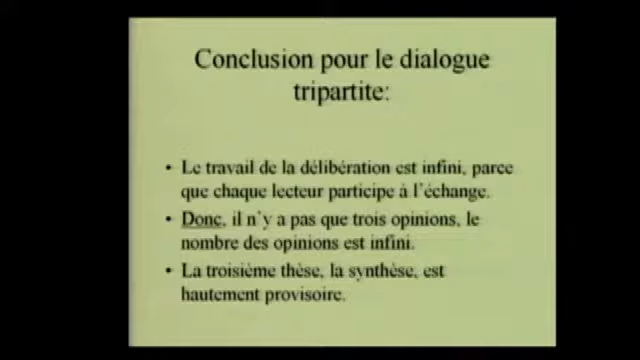 Conclusion pour le dialogue
tripartite:
• Le travail de la délibération est infini, parce
que chaque lecteur participe à l'échange.
• Donc, il n'y a pas que trois opinions, le
nombre des opinions est infini.
• La troisième thèse, la synthèse, est
hautement provisoire.